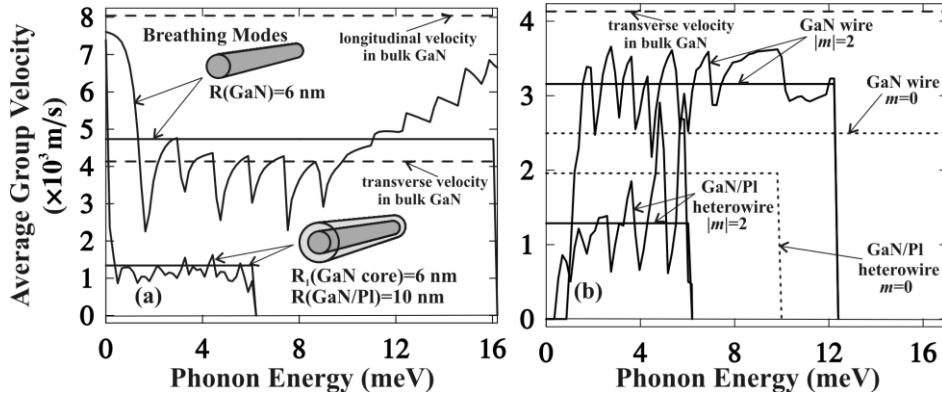 Average Group Velocity
(×10³ m/s)
8
7
6
5
4
3
2
1
0
longitudinal velocity
in bulk GaN
Breathing Modes
R(GaN)=6 nm
transverse velocity
in bulk GaN
(a)
R₁(GaN core)=6 nm
R(GaN/Pl)=10 nm
0 4 8 12 16
Phonon Energy (meV)
4
3
2
1
0
transverse velocity
in bulk GaN
GaN wire
|m|=2
GaN wire
m=0
GaN/Pl
heterowire
|m|=2
GaN/Pl
heterowire
m=0
(b)
0 4 8 12 16
Phonon Energy (meV)